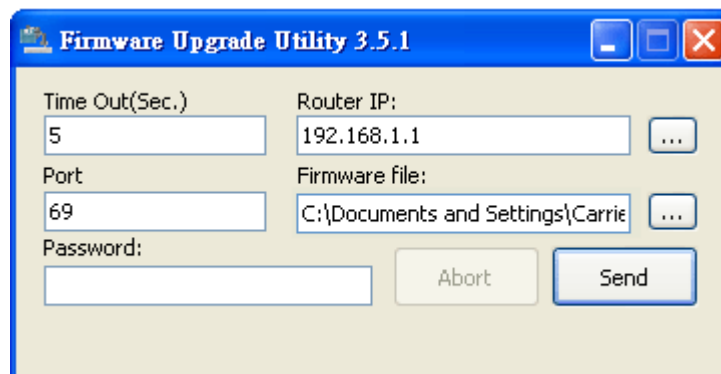 Firmware Upgrade Utility 3.5.1
Time Out(Sec.) Router IP:
5 192.168.1.1 ...
Port Firmware file:
69 C:\Documents and Settings\Carrie ...
Password:
Abort Send